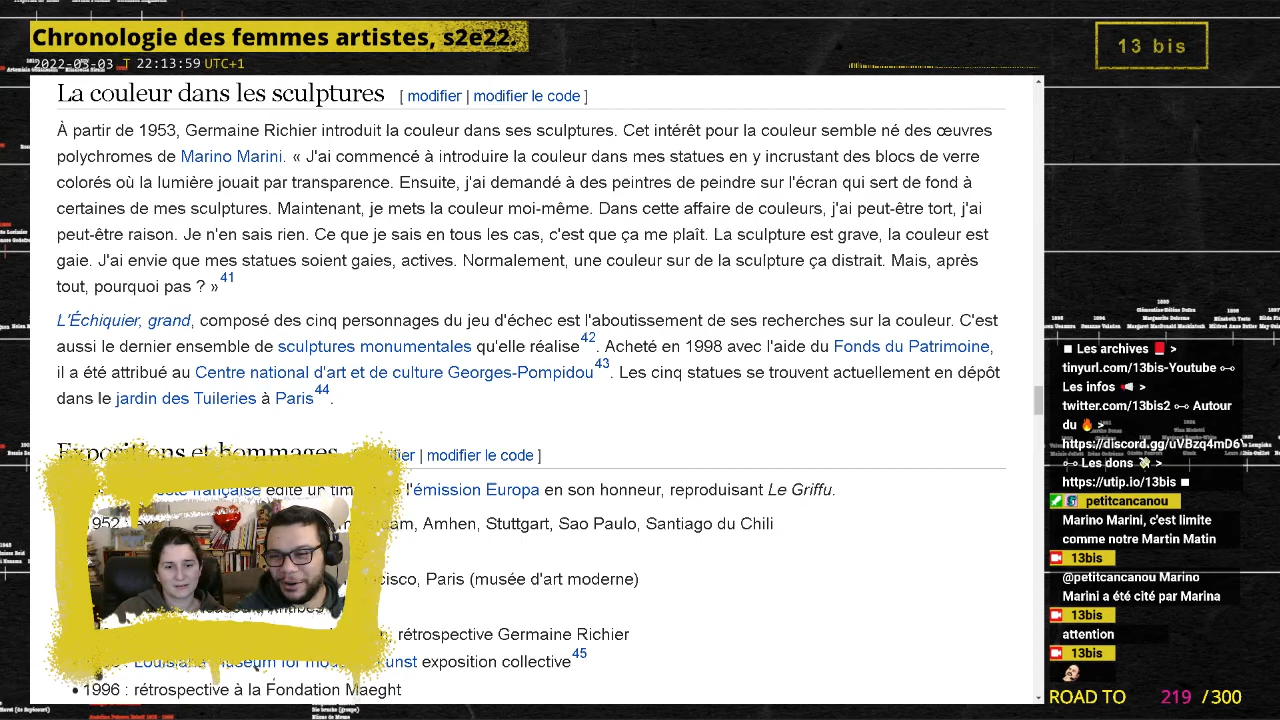 Chronologie des femmes artistes, s2e22.
2022-03-03 T 22:13:59 UTC+1
13 bis
La couleur dans les sculptures [ modifier | modifier le code ]
À partir de 1953, Germaine Richier introduit la couleur dans ses sculptures. Cet intérêt pour la couleur semble né des œuvres
polychromes de Marino Marini. « J'ai commencé à introduire la couleur dans mes statues en y incrustant des blocs de verre
colorés où la lumière jouait par transparence. Ensuite, j'ai demandé à des peintres de peindre sur l'écran qui sert de fond à
certaines de mes sculptures. Maintenant, je mets la couleur moi-même. Dans cette affaire de couleurs, j'ai peut-être tort, j'ai
peut-être raison. Je n'en sais rien. Ce que je sais en tous les cas, c'est que ça me plaît. La sculpture est grave, la couleur est
gaie. J'ai envie que mes statues soient gaies, actives. Normalement, une couleur sur de la sculpture ça distrait. Mais, après
tout, pourquoi pas ? » 41
L'Échiquier, grand, composé des cinq personnages du jeu d'échec est l'aboutissement de ses recherches sur la couleur. C'est
aussi le dernier ensemble de sculptures monumentales qu'elle réalise 42. Acheté en 1998 avec l'aide du Fonds du Patrimoine,
il a été attribué au Centre national d'art et de culture Georges-Pompidou 43. Les cinq statues se trouvent actuellement en dépôt
dans le jardin des Tuileries à Paris 44.
Expositions et hommages modifier le code ]
française édite un l'émission Europa en son honneur, reproduisant Le Griffu.
1952 Amhen, Stuttgart, Sao Paulo, Santiago du Chili
Paris (musée d'art moderne)
rétrospective Germaine Richier
exposition collective 45
• 1996 : rétrospective à la Fondation Maeght
Les archives >
tinyurl.com/13bis-Youtube
Les infos >
twitter.com/13bis2 Autour
du >
https://discord.gg/uVBzq4mD6
Les dons >
https://utip.io/13bis
petitcancanou
Marino Marini, c'est limite
comme notre Martin Matin
13bis
@petitcancanou Marino
Marini a été cité par Marina
13bis
attention
13bis
ROAD TO 219 / 300